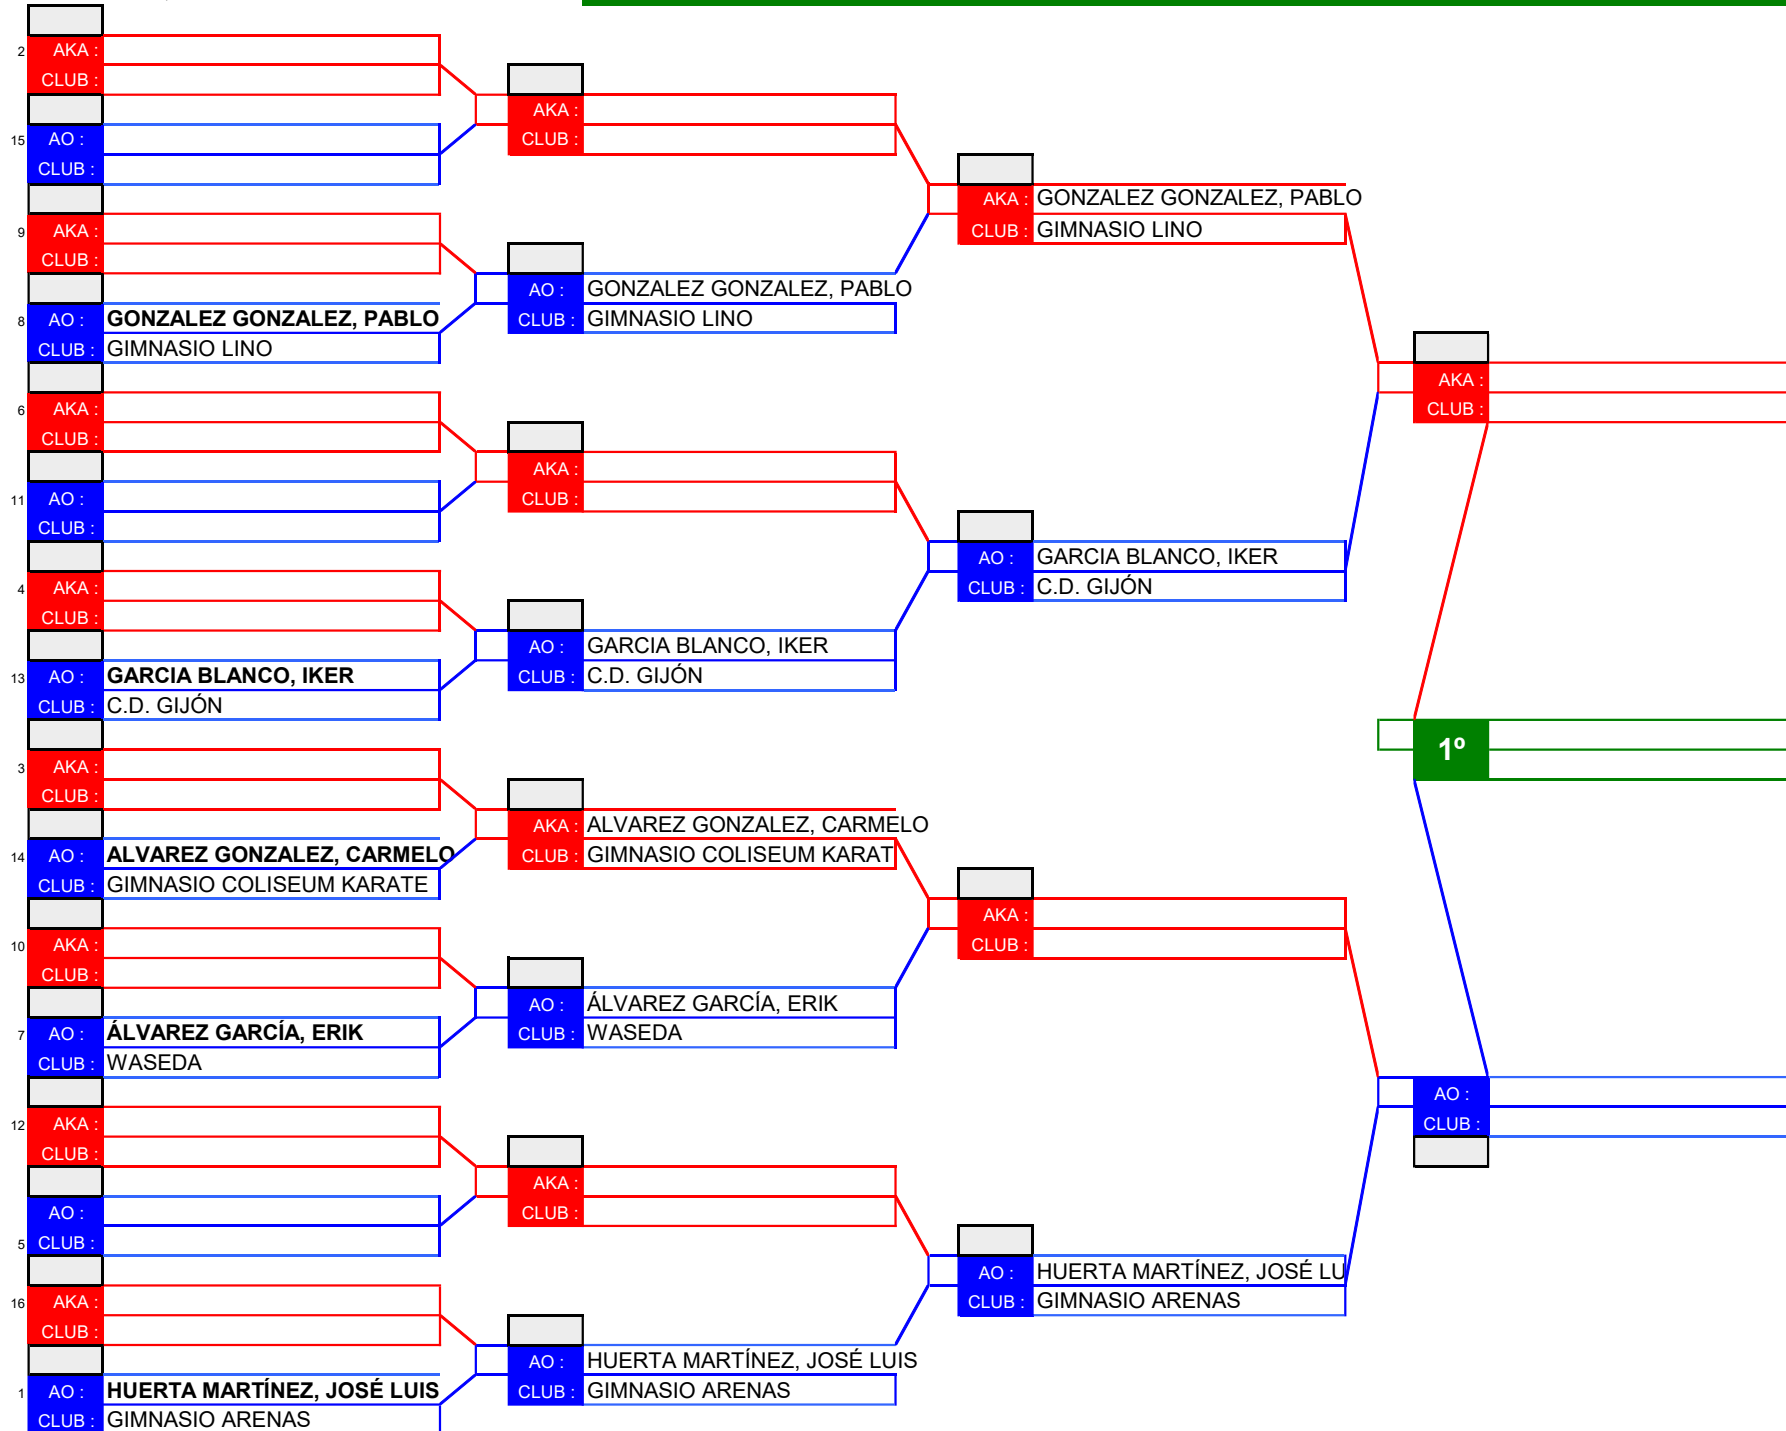 2 AKA :
CLUB :
15 AO :
CLUB :
9 AKA :
CLUB :
8 AO : GONZALEZ GONZALEZ, PABLO
CLUB : GIMNASIO LINO
6 AKA :
CLUB :
11 AO :
CLUB :
4 AKA :
CLUB :
13 AO : GARCIA BLANCO, IKER
CLUB : C.D. GIJÓN
3 AKA :
CLUB :
14 AO : ALVAREZ GONZALEZ, CARMELO
CLUB : GIMNASIO COLISEUM KARATE
10 AKA :
CLUB :
7 AO : ÁLVAREZ GARCÍA, ERIK
CLUB : WASEDA
12 AKA :
CLUB :
AO :
5 CLUB :
16 AKA :
CLUB :
1 AO : HUERTA MARTÍNEZ, JOSÉ LUIS
CLUB : GIMNASIO ARENAS
AKA :
CLUB :
AO : GONZALEZ GONZALEZ, PABLO
CLUB : GIMNASIO LINO
AKA :
CLUB :
AO : GARCIA BLANCO, IKER
CLUB : C.D. GIJÓN
AKA : ALVAREZ GONZALEZ, CARMELO
CLUB : GIMNASIO COLISEUM KARAT
AO : ÁLVAREZ GARCÍA, ERIK
CLUB : WASEDA
AKA :
CLUB :
AO : HUERTA MARTÍNEZ, JOSÉ LUIS
CLUB : GIMNASIO ARENAS
AKA : GONZALEZ GONZALEZ, PABLO
CLUB : GIMNASIO LINO
AO : GARCIA BLANCO, IKER
CLUB : C.D. GIJÓN
AKA :
CLUB :
AO : HUERTA MARTÍNEZ, JOSÉ LU
CLUB : GIMNASIO ARENAS
AKA :
CLUB :
1º
AO :
CLUB :